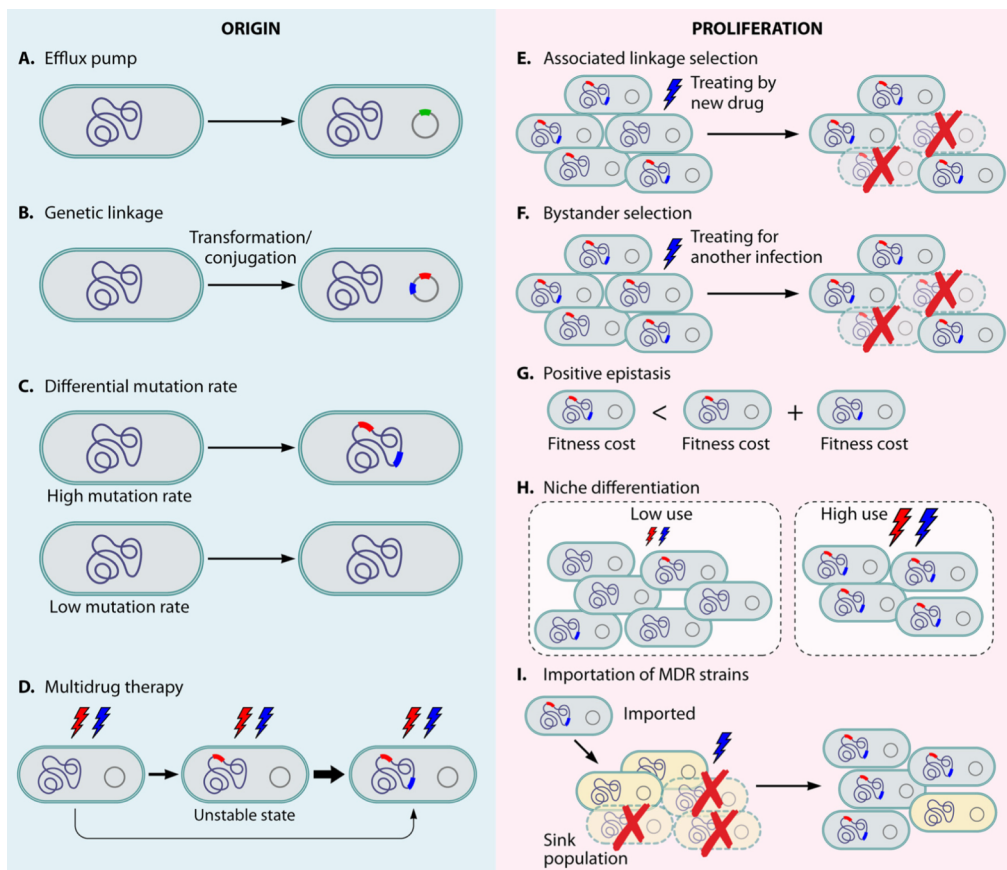 ORIGIN
A. Efflux pump
B. Genetic linkage
Transformation/
conjugation
C. Differential mutation rate
High mutation rate
Low mutation rate
D. Multidrug therapy
Unstable state
PROLIFERATION
E. Associated linkage selection
Treating by
new drug
F. Bystander selection
Treating for
another infection
G. Positive epistasis
< +
Fitness cost Fitness cost Fitness cost
H. Niche differentiation
Low use
High use
I. Importation of MDR strains
Imported
Sink
population